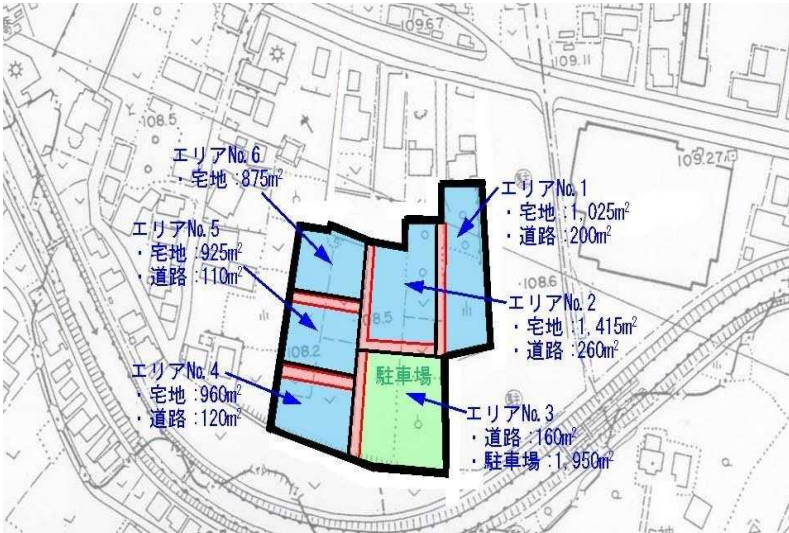 109.67
109.11
108.5
109.27
エリアNo.6
・宅地:875m²
エリアNo.1
・宅地:1,025m²
・道路:200m²
エリアNo.5
・宅地:925m²
・道路:110m²
108.6
エリアNo.2
・宅地:1,415m²
・道路:260m²
108.5
108.2
エリアNo.4
・宅地:960m²
・道路:120m²
駐車場
エリアNo.3
・道路:160m²
・駐車場:1,950m²